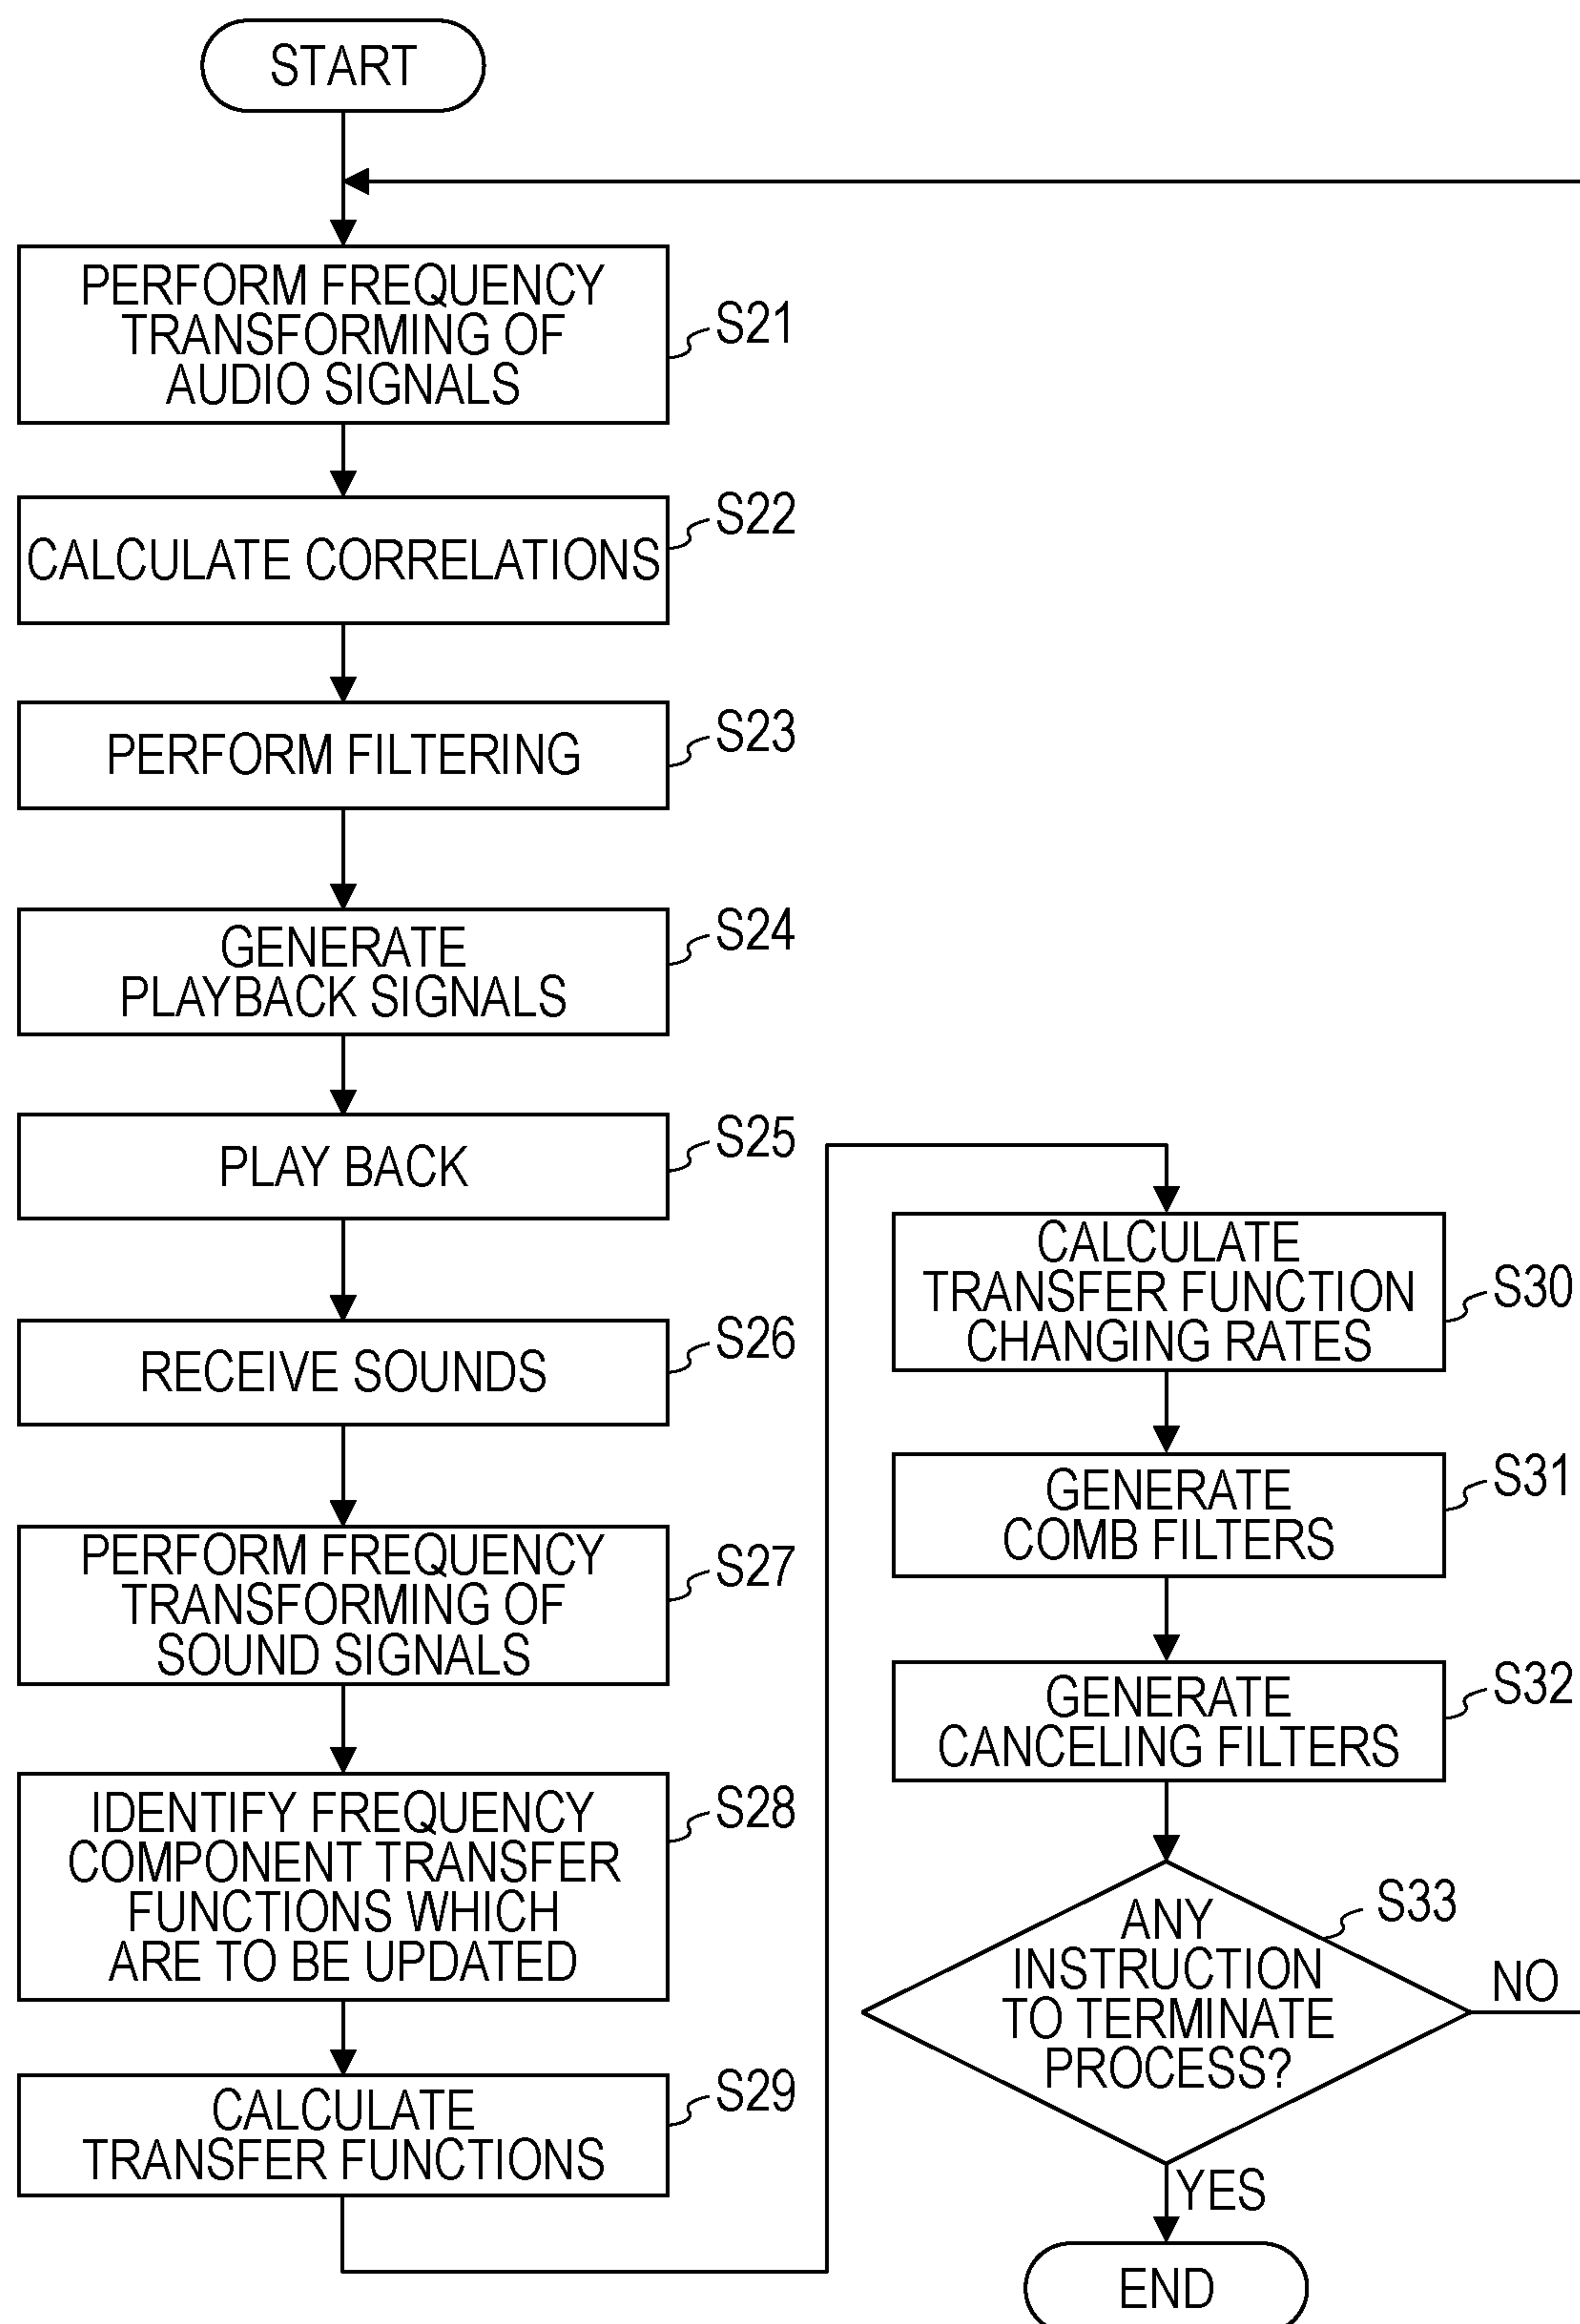 START
PERFORM FREQUENCY
TRANSFORMING OF
AUDIO SIGNALS
S21
CALCULATE CORRELATIONS
S22
PERFORM FILTERING
S23
GENERATE
PLAYBACK SIGNALS
S24
PLAY BACK
S25
RECEIVE SOUNDS
S26
PERFORM FREQUENCY
TRANSFORMING OF
SOUND SIGNALS
S27
IDENTIFY FREQUENCY
COMPONENT TRANSFER
FUNCTIONS WHICH
ARE TO BE UPDATED
S28
CALCULATE
TRANSFER FUNCTIONS
S29
CALCULATE
TRANSFER FUNCTION
CHANGING RATES
S30
GENERATE
COMB FILTERS
S31
GENERATE
CANCELING FILTERS
S32
ANY
INSTRUCTION
TO TERMINATE
PROCESS?
S33
NO
YES
END